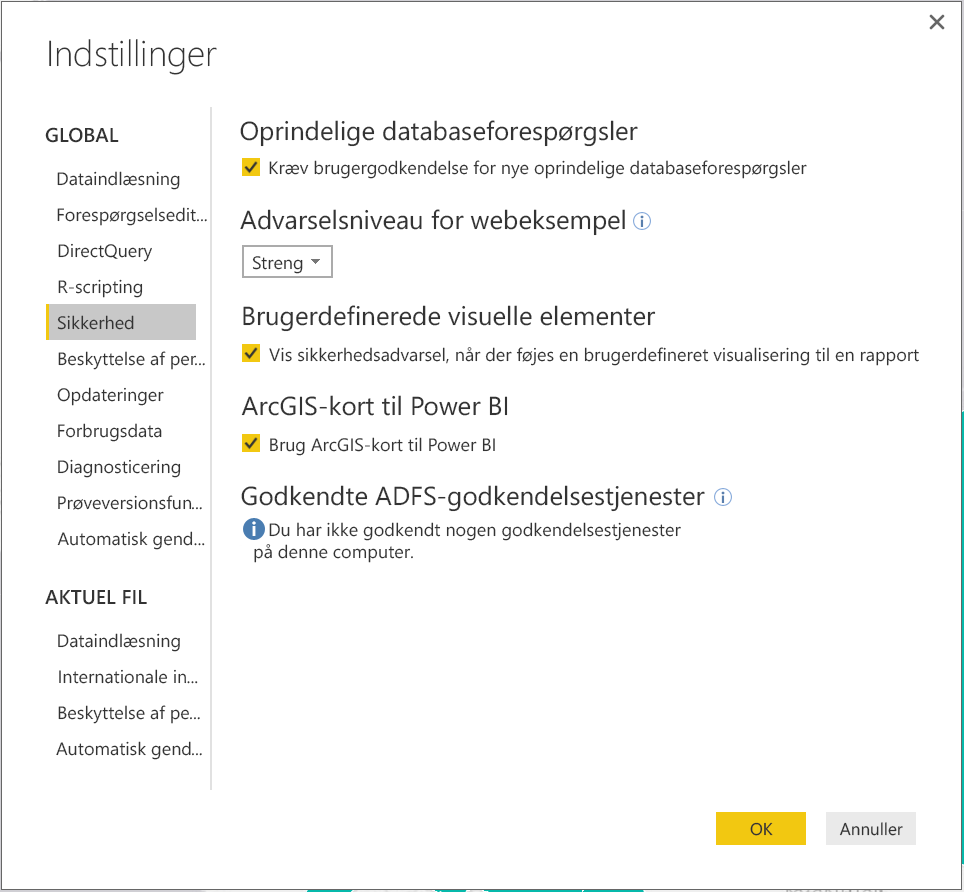 Indstillinger
GLOBAL
Dataindlæsning
Forespørgselsedit...
DirectQuery
R-scripting
Sikkerhed
Beskyttelse af per...
Opdateringer
Forbrugsdata
Diagnosticering
Prøveversionsfun...
Automatisk gend...
AKTUEL FIL
Dataindlæsning
Internationale in...
Beskyttelse af pe...
Automatisk gend...
Oprindelige databaseforespørgsler
Kræv brugergodkendelse for nye oprindelige databaseforespørgsler
Advarselsniveau for webeksempel
Streng
Brugerdefinerede visuelle elementer
Vis sikkerhedsadvarsel, når der føjes en brugerdefineret visualisering til en rapport
ArcGIS-kort til Power BI
Brug ArcGIS-kort til Power BI
Godkendte ADFS-godkendelsestjenester
Du har ikke godkendt nogen godkendelsestjenester
på denne computer.
OK
Annuller